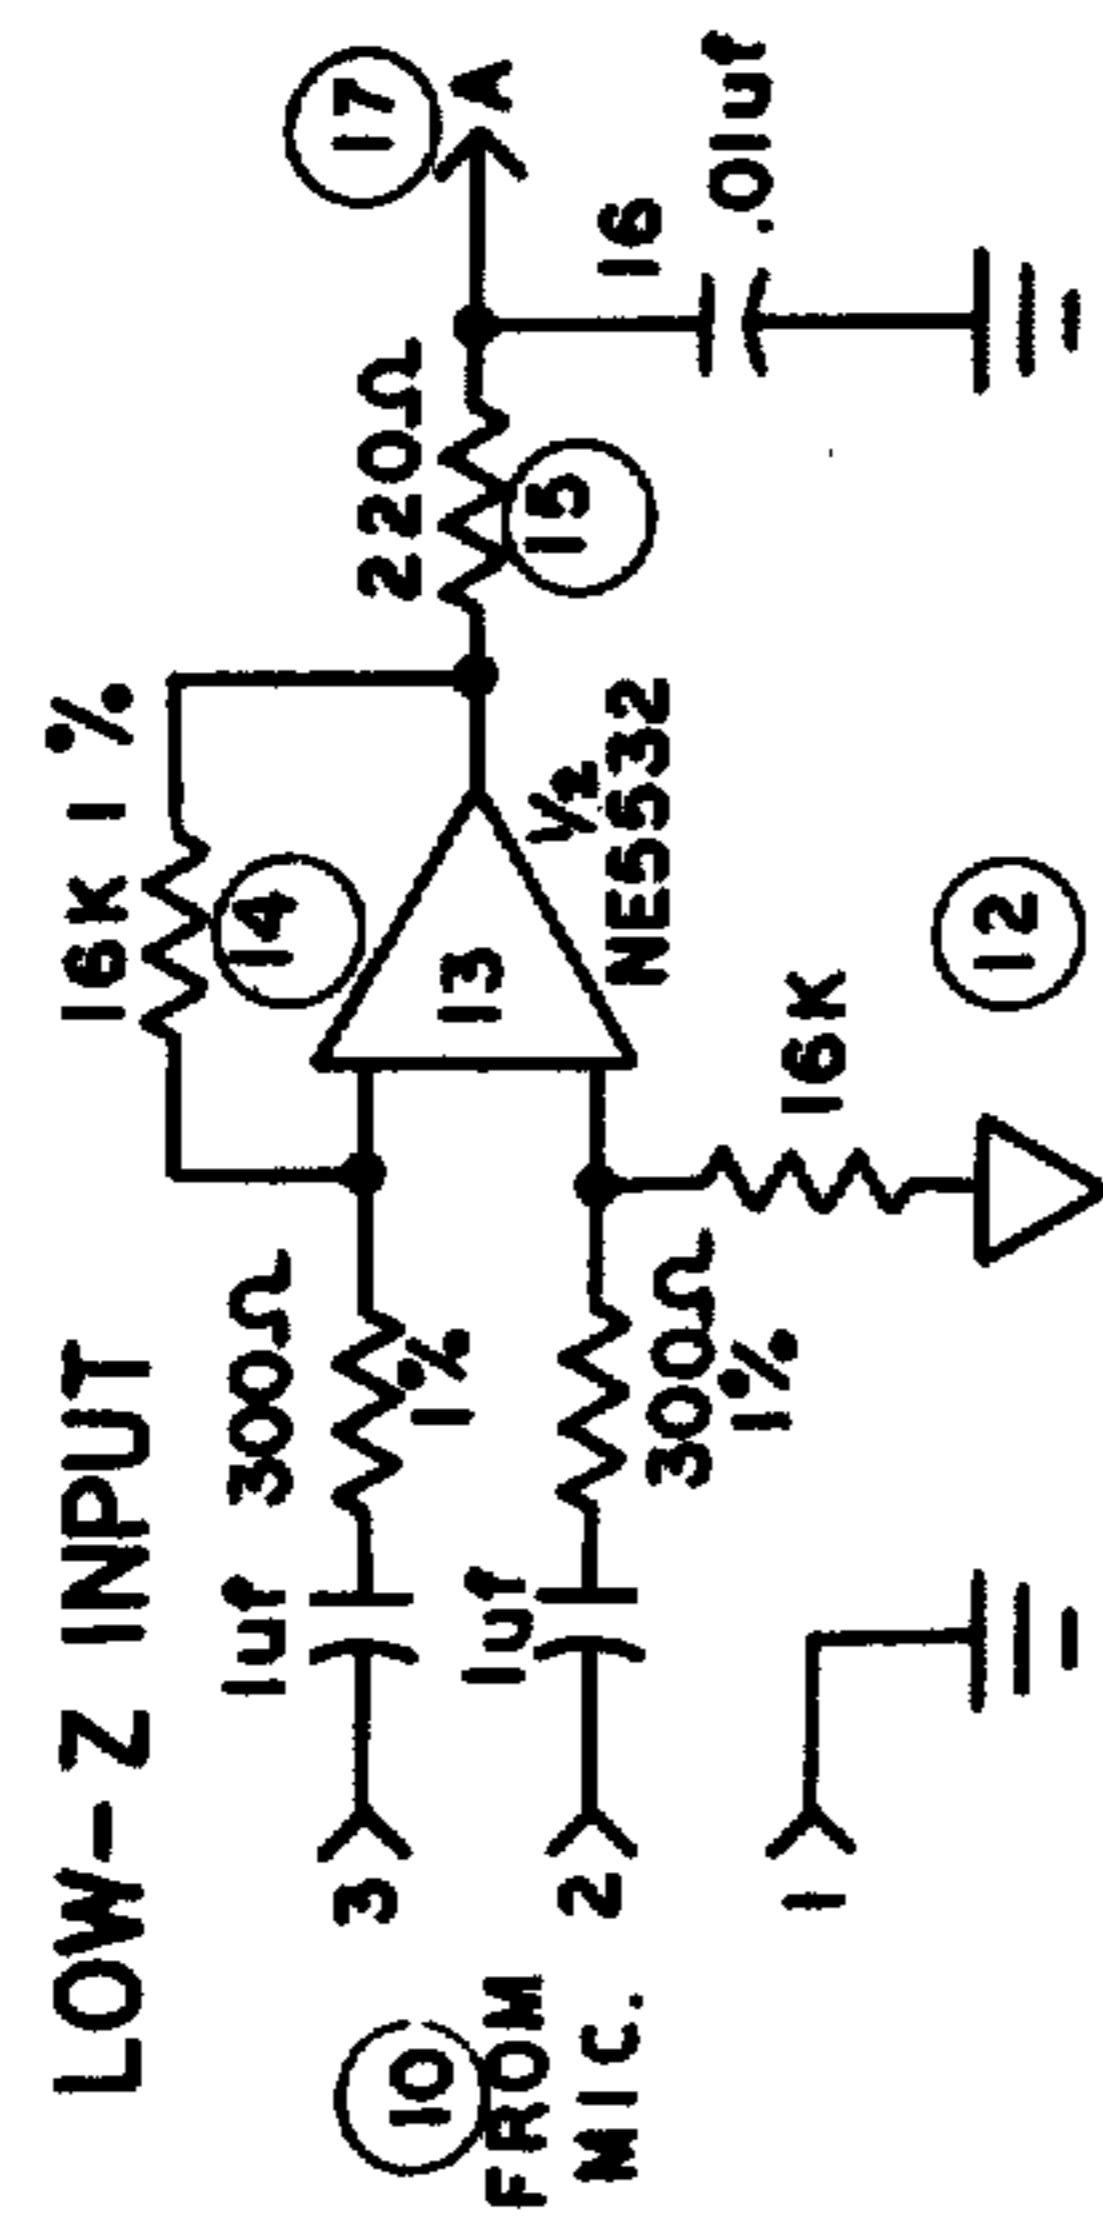 LOW-Z INPUT
10
FROM
MIC.
3
1uf
300Ω
1%
16K 1%
14
13
1/2
NE5532
220Ω
15
17
A
2
1uf
300Ω
1%
16K
12
16
.01uf
1